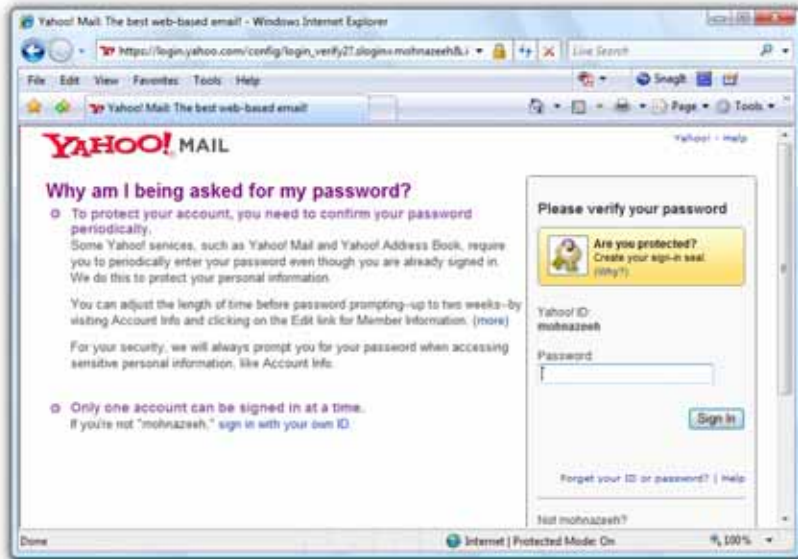 Yahoo! Mail: The best web-based email! - Windows Internet Explorer
https://login.yahoo.com/config/login_verify2?.slogin=mohnazeeh&.
Live Search
File Edit View Favorites Tools Help
SnagIt
Yahoo! Mail: The best web-based email!
Page Tools
YAHOO! MAIL
Yahoo! - Help
Why am I being asked for my password?
To protect your account, you need to confirm your password
periodically.
Some Yahoo! services, such as Yahoo! Mail and Yahoo! Address Book, require
you to periodically enter your password even though you are already signed in.
We do this to protect your personal information.
You can adjust the length of time before password prompting--up to two weeks--by
visiting Account Info and clicking on the Edit link for Member Information. (more)
For your security, we will always prompt you for your password when accessing
sensitive personal information, like Account Info.
Only one account can be signed in at a time.
If you're not "mohnazeeh," sign in with your own ID.
Please verify your password
Are you protected?
Create your sign-in seal.
(Why?)
Yahoo! ID:
mohnazeeh
Password:
Sign In
Forget your ID or password? | Help
Not mohnazeeh?
Done
Internet | Protected Mode: On
100%